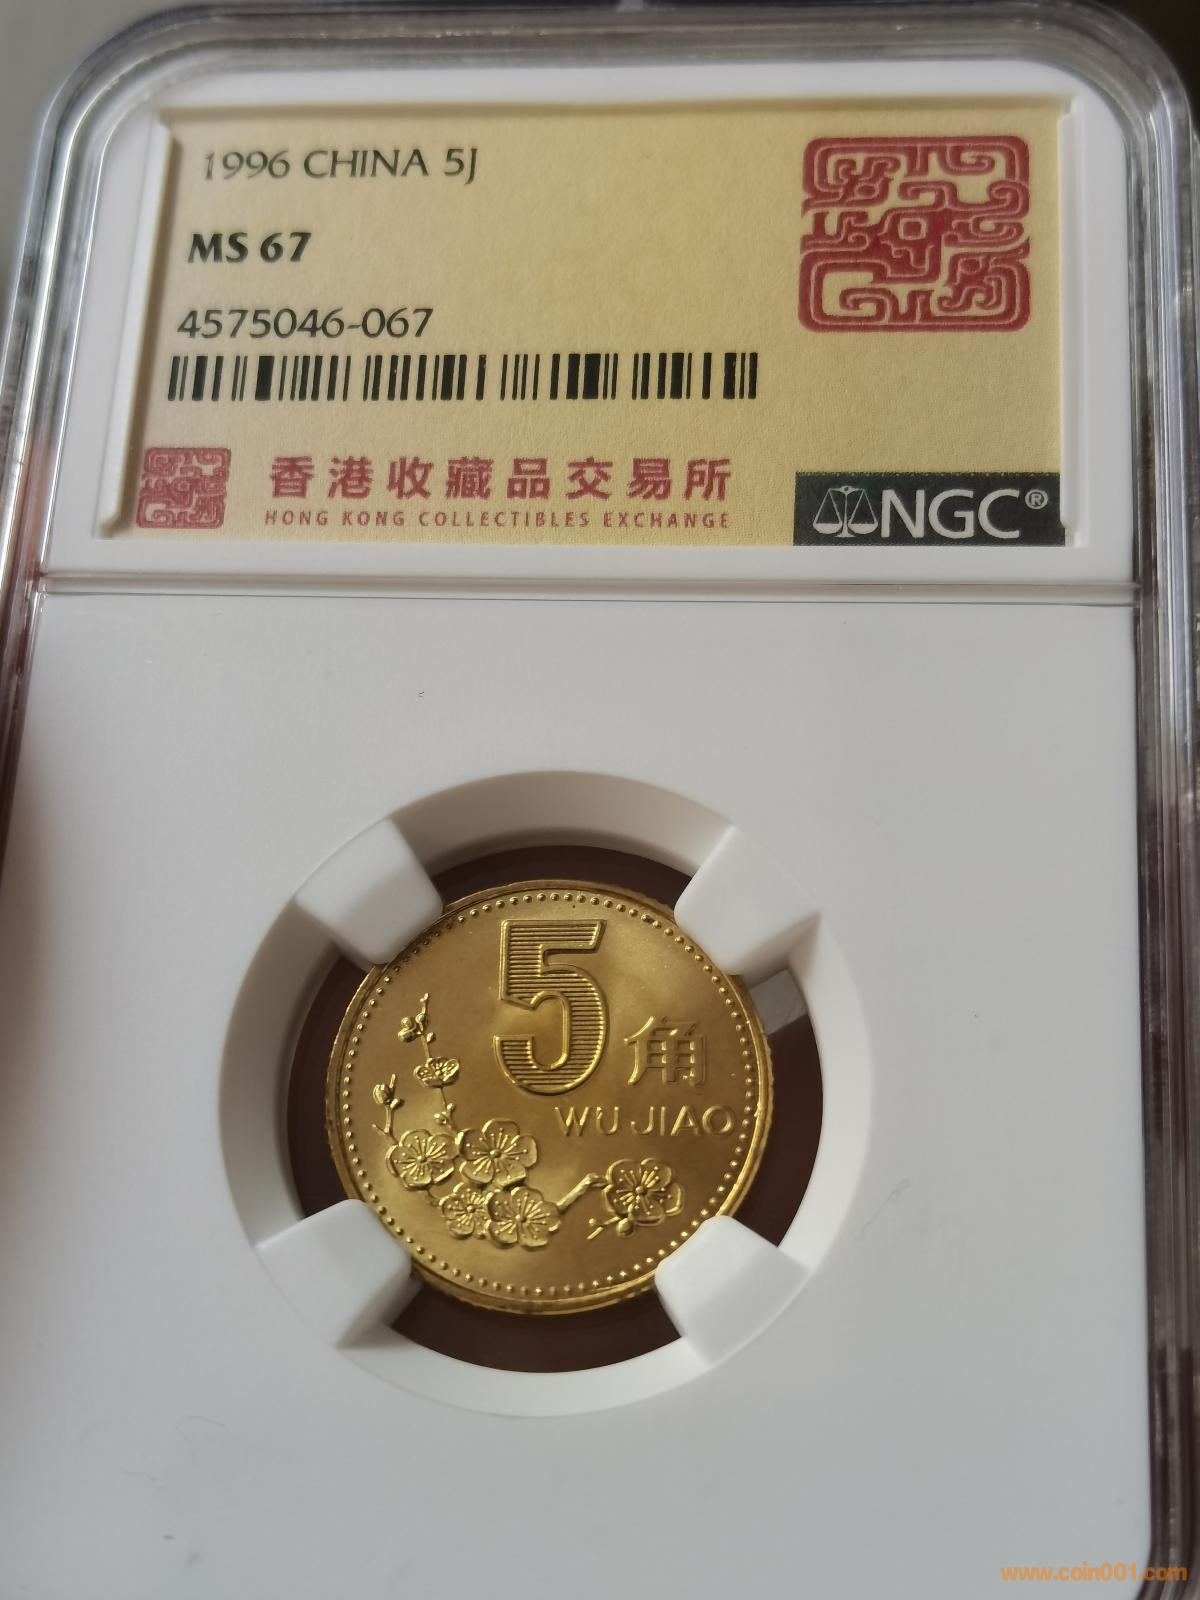 1996 CHINA 5J
MS 67
4575046-067
香港收藏品交易所
HONG KONG COLLECTIBLES EXCHANGE
NGC®
5
角
WU JIAO
www.coin001.com